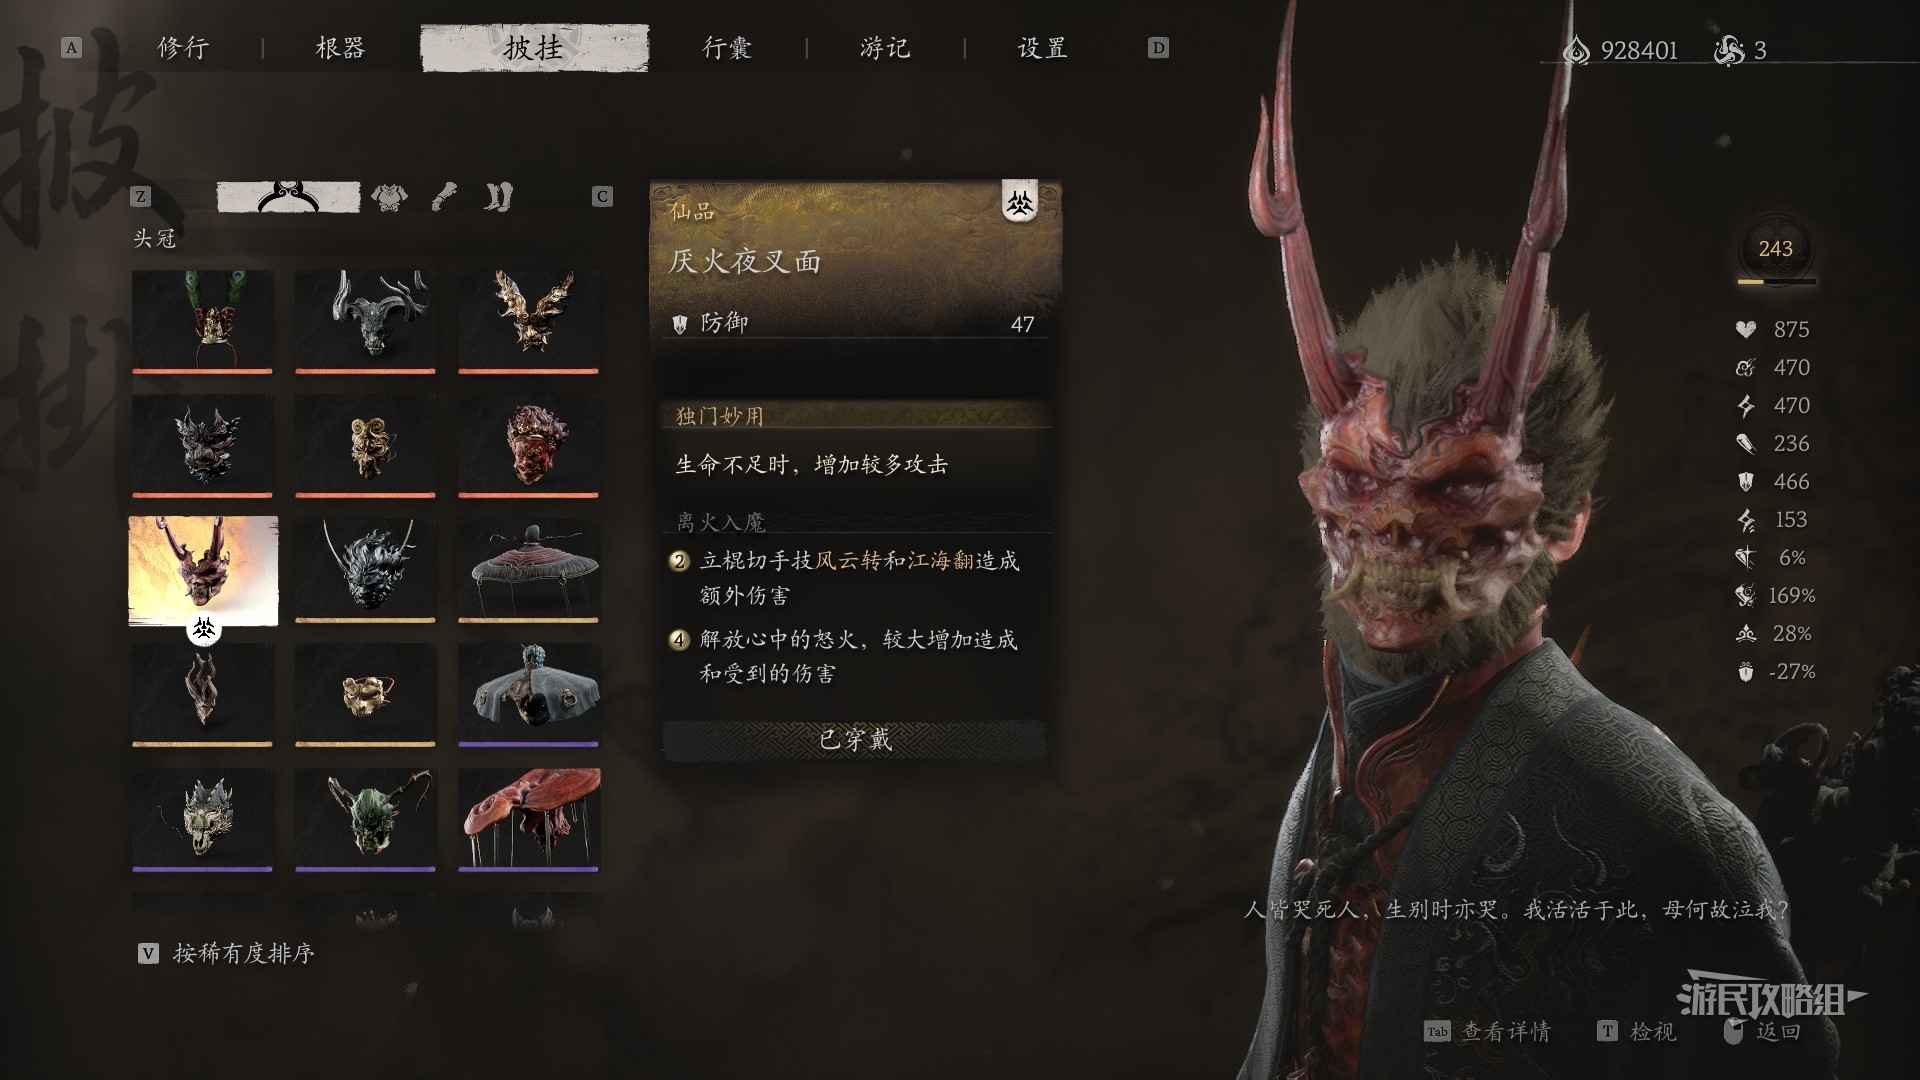 A 修行 根器 披挂 行囊 游记 设置 D
928401 3
披挂
Z C
头冠
仙品
厌火夜叉面
防御 47
独门妙用
生命不足时，增加较多攻击
离火入魔
2 立棍切手技风云转和江海翻造成
额外伤害
4 解放心中的怒火，较大增加造成
和受到的伤害
已穿戴
243
875
470
470
236
466
153
6%
169%
28%
-27%
人皆哭死人，生别时亦哭。我活活于此，母何故泣我？
V 按稀有度排序
游民攻略组
Tab 查看详情 T 检视 返回